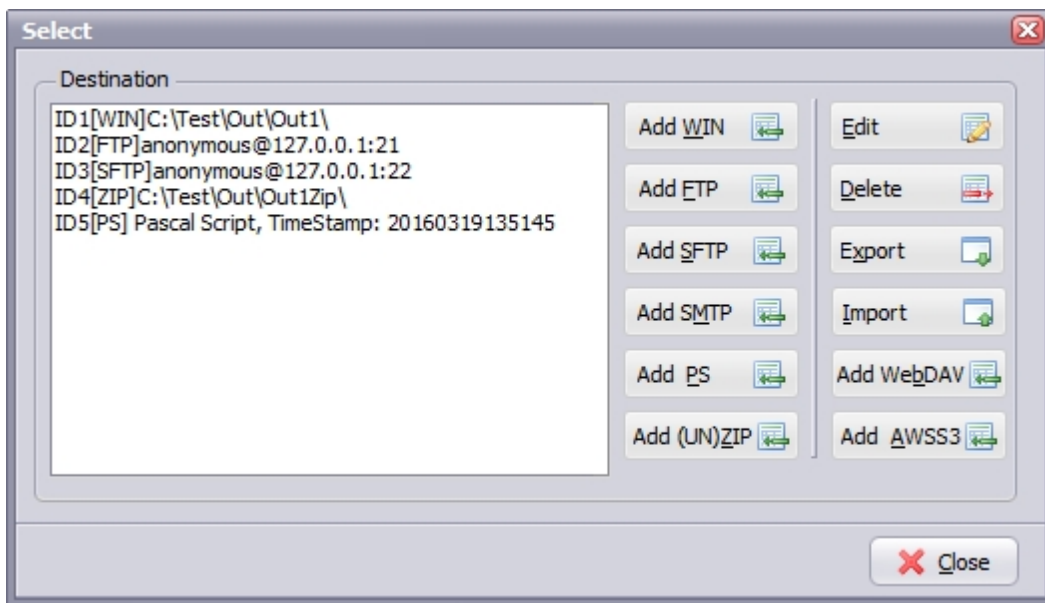 Select
Destination
ID1[WIN]C:\Test\Out\Out1\
ID2[FTP]anonymous@127.0.0.1:21
ID3[SFTP]anonymous@127.0.0.1:22
ID4[ZIP]C:\Test\Out\Out1Zip\
ID5[PS] Pascal Script, TimeStamp: 20160319135145
Add WIN
Edit
Add FTP
Delete
Add SFTP
Export
Add SMTP
Import
Add PS
Add WebDAV
Add (UN)ZIP
Add AWSS3
Close